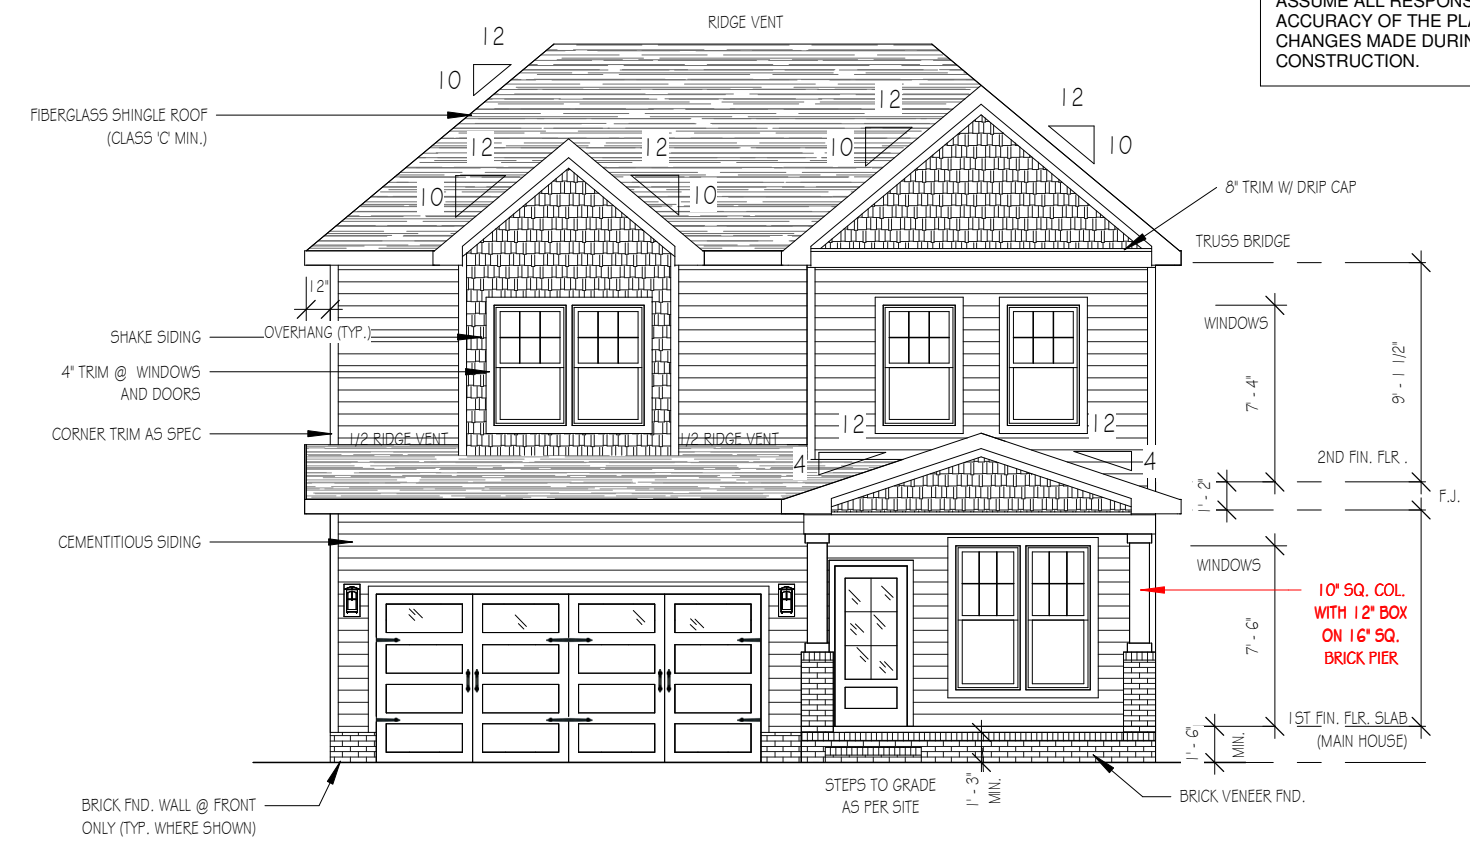 ASSUME ALL RESPONS
ACCURACY OF THE PLA
CHANGES MADE DURIN
CONSTRUCTION.
RIDGE VENT
12
10
FIBERGLASS SHINGLE ROOF
(CLASS 'C' MIN.)
12
10
12
10
12
10
12
10
8" TRIM W/ DRIP CAP
TRUSS BRIDGE
12"
OVERHANG (TYP.)
SHAKE SIDING
4" TRIM @ WINDOWS
AND DOORS
CORNER TRIM AS SPEC
1/2 RIDGE VENT
1/2 RIDGE VENT
12
4
12
4
WINDOWS
7' - 4"
9' - 1 1/2"
2ND FIN. FLR .
1' - 2"
F.J.
CEMENTITIOUS SIDING
WINDOWS
7' - 6"
10" SQ. COL.
WITH 12" BOX
ON 16" SQ.
BRICK PIER
1ST FIN. FLR. SLAB
(MAIN HOUSE)
1' - 6"
MIN.
1' - 3"
MIN.
STEPS TO GRADE
AS PER SITE
BRICK VENEER FND.
BRICK FND. WALL @ FRONT
ONLY (TYP. WHERE SHOWN)